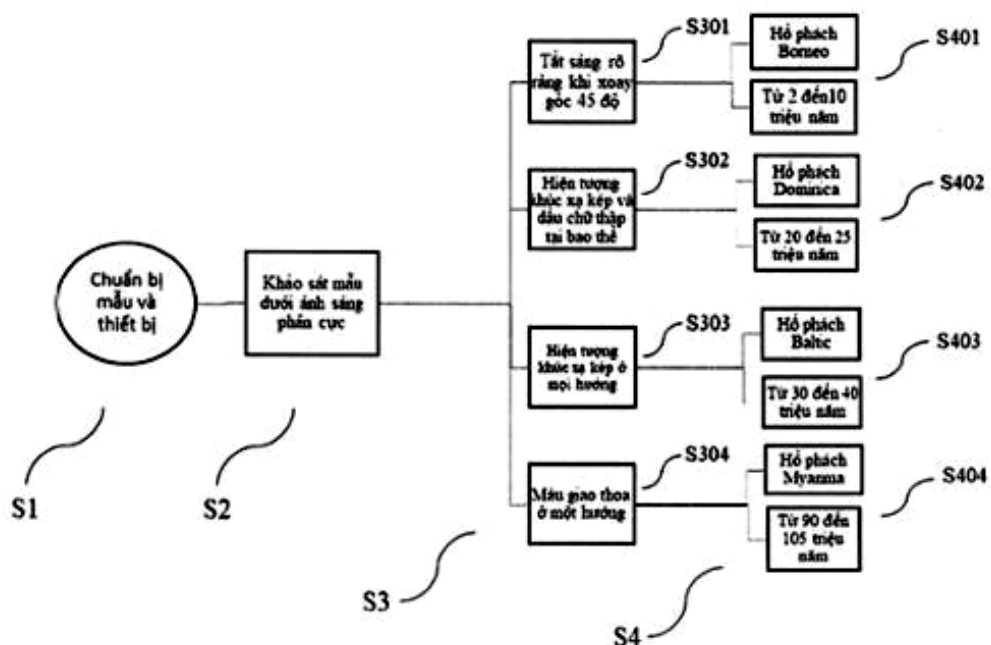 Chuẩn bị
mẫu và
thiết bị
S1
Khảo sát mẫu
dưới ánh sáng
phân cực
S2
S3
Tắt sáng rõ
ràng khi xoay
góc 45 độ
S301
Hồ phách
Borneo
Từ 2 đến10
triệu năm
S401
Hiện tượng
khúc xạ kép và
dấu chữ thập
tại bao thể
S302
Hổ phách
Dominica
Từ 20 đến 25
triệu năm
S402
Hiện tượng
khúc xạ kép ở
mọi hướng
S303
Hổ phách
Baltic
Từ 30 đến 40
triệu năm
S403
Màu giao thoa
ở một hướng
S304
Hổ phách
Myanma
Từ 90 đến
105 triệu
năm
S404
S4